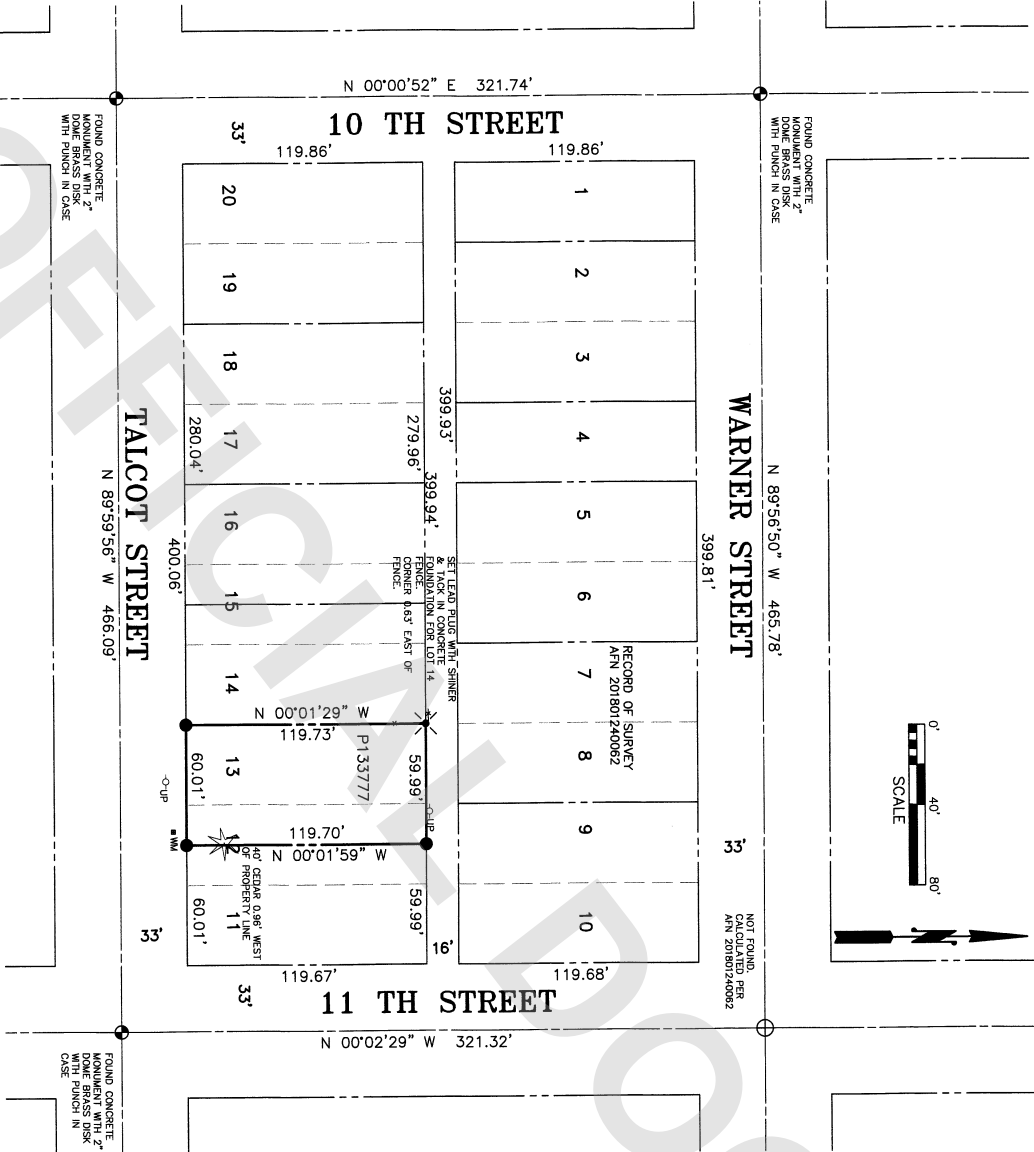 N 00°00'52" E 321.74'
10 TH STREET
FOUND CONCRETE
MONUMENT WITH 2"
DOME BRASS DISK
WITH PUNCH IN CASE
33'
119.86'
119.86'
FOUND CONCRETE
MONUMENT WITH 2"
DOME BRASS DISK
WITH PUNCH IN CASE
20
19
18
17
16
15
14
13
11
1
2
3
4
5
6
7
8
9
10
399.93'
279.96'
280.04'
399.94'
TALCOT STREET
N 89°59'56" W 466.09'
400.06'
WARNER STREET
N 89°56'50" W 465.78'
399.81'
SET LEAD PLUG WITH SHINER
& TACK IN CONCRETE
FOUNDATION FOR LOT 14
FENCE.
CORNER 0.63' EAST OF
FENCE.
RECORD OF SURVEY
AFN 201801240062
N 00°01'29" W
119.73'
P133777
59.99'
60.01'
-O-UP
-O-UP
WM
119.70'
N 00°01'59" W
40' CEDAR 0.96' WEST
OF PROPERTY LINE
59.99'
60.01'
33'
33'
16'
33'
0'
40'
80'
SCALE
NOT FOUND,
CALCULATED PER
AFN 201801240062
119.67'
119.68'
11 TH STREET
N 00°02'29" W 321.32'
FOUND CONCRETE
MONUMENT WITH 2"
DOME BRASS DISK
WITH PUNCH IN
CASE
OFFICIAL DOC